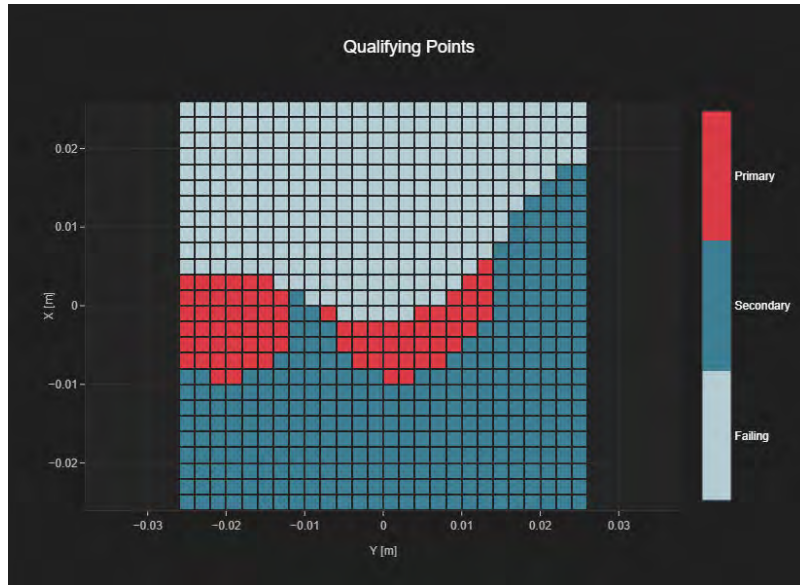 Qualifying Points
0.02
0.01
0
−0.01
−0.02
X [m]
−0.03
−0.02
−0.01
0
0.01
0.02
0.03
Y [m]
Primary
Secondary
Failing